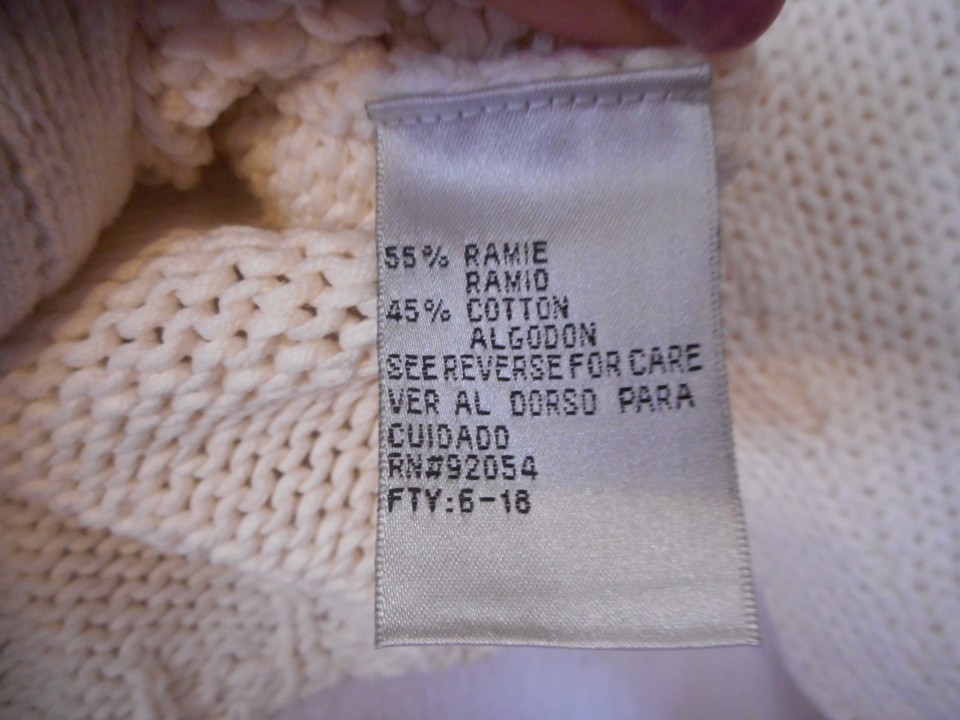 55% RAMIE
RAMIO
45% COTTON
ALGODON
SEE REVERSE FOR CARE
VER AL DORSO PARA
CUIDADO
RN#92054
FTY:6-18